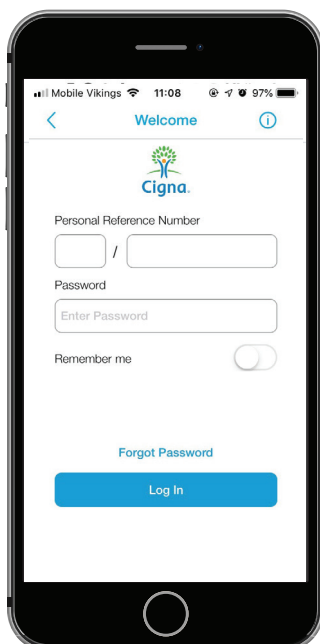 Mobile Vikings 11:08 97%
Welcome
Cigna.
Personal Reference Number
/
Password
Enter Password
Remember me
Forgot Password
Log In